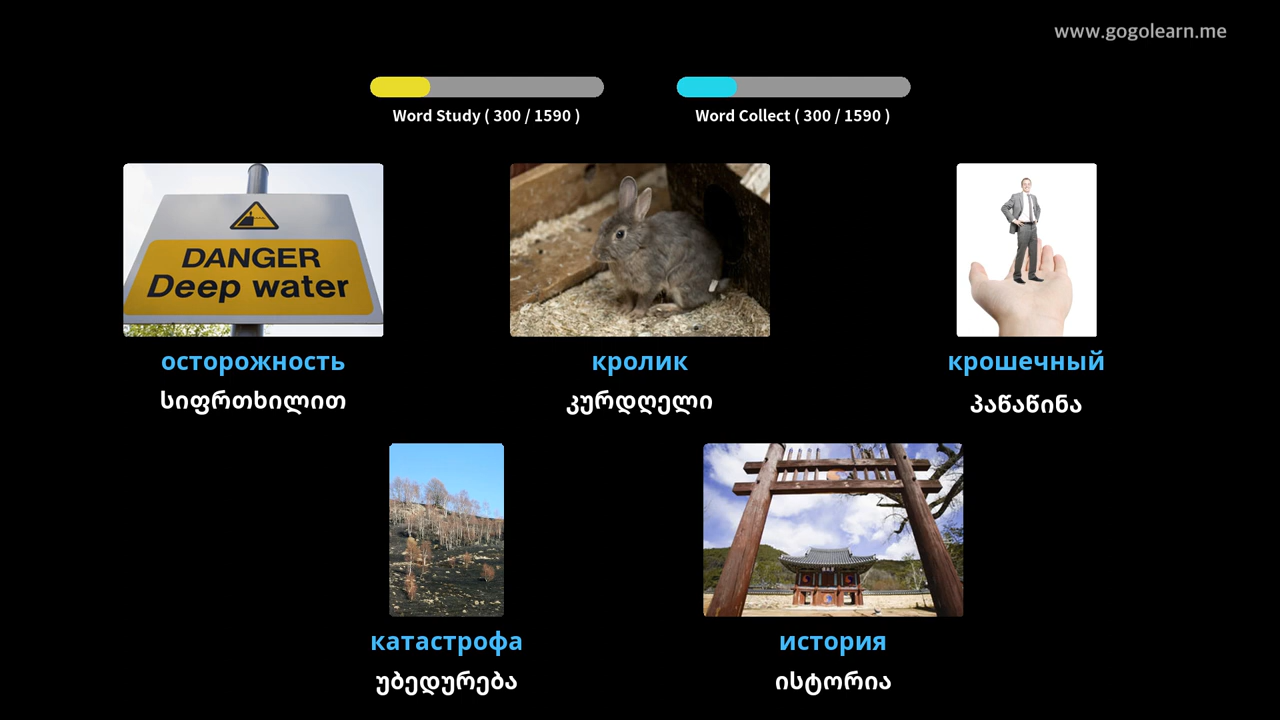 www.gogolearn.me
Word Study ( 300 / 1590 )
Word Collect ( 300 / 1590 )
DANGER
Deep water
осторожность
სიფრთხილით
кролик
კურდღელი
крошечный
პაწაწინა
катастрофа
უბედურება
история
ისტორია